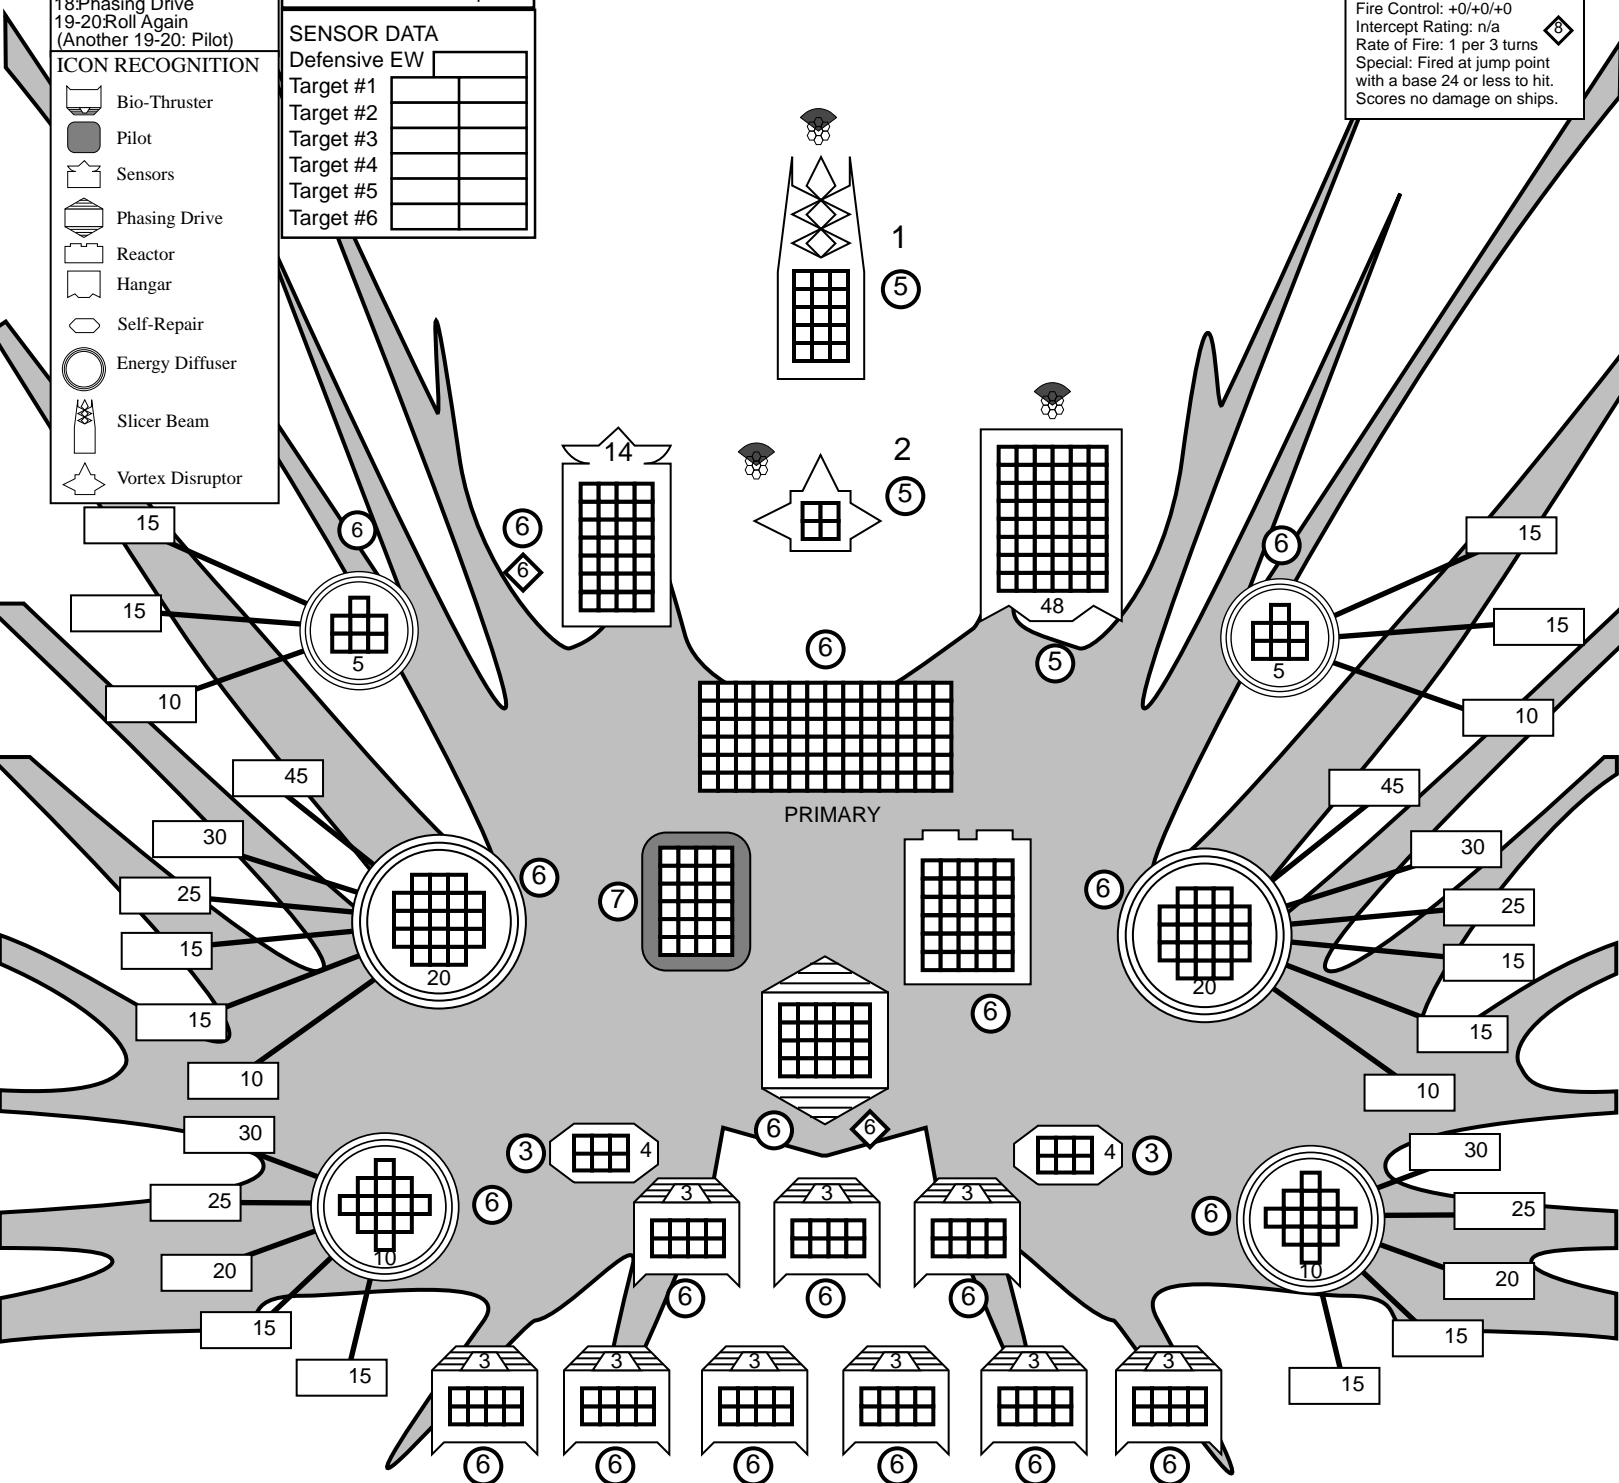 18:Phasing Drive
19-20:Roll Again
(Another 19-20: Pilot)
ICON RECOGNITION
Bio-Thruster
Pilot
Sensors
Phasing Drive
Reactor
Hangar
Self-Repair
Energy Diffuser
Slicer Beam
Vortex Disruptor
SENSOR DATA
Defensive EW
Target #1
Target #2
Target #3
Target #4
Target #5
Target #6
Fire Control: +0/+0/+0
Intercept Rating: n/a
Rate of Fire: 1 per 3 turns
Special: Fired at jump point
with a base 24 or less to hit.
Scores no damage on ships.
8
1
5
2
5
14
6
6
48
5
6
PRIMARY
15
15
10
6
5
6
5
15
15
10
45
30
25
15
15
10
6
20
7
6
6
20
45
30
25
15
15
10
6
6
3
4
4
3
30
25
20
15
15
10
6
6
10
30
25
20
15
15
3
3
3
6
6
6
3
3
3
3
3
3
6
6
6
6
6
6